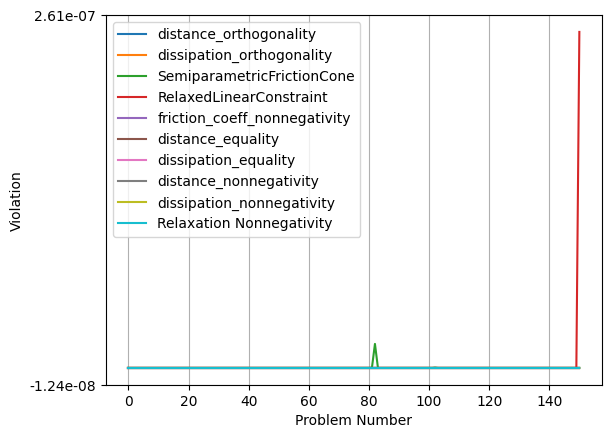 2.61e-07
distance_orthogonality
dissipation_orthogonality
SemiparametricFrictionCone
RelaxedLinearConstraint
friction_coeff_nonnegativity
distance_equality
dissipation_equality
distance_nonnegativity
dissipation_nonnegativity
Relaxation Nonnegativity
Violation
-1.24e-08
0 20 40 60 80 100 120 140
Problem Number